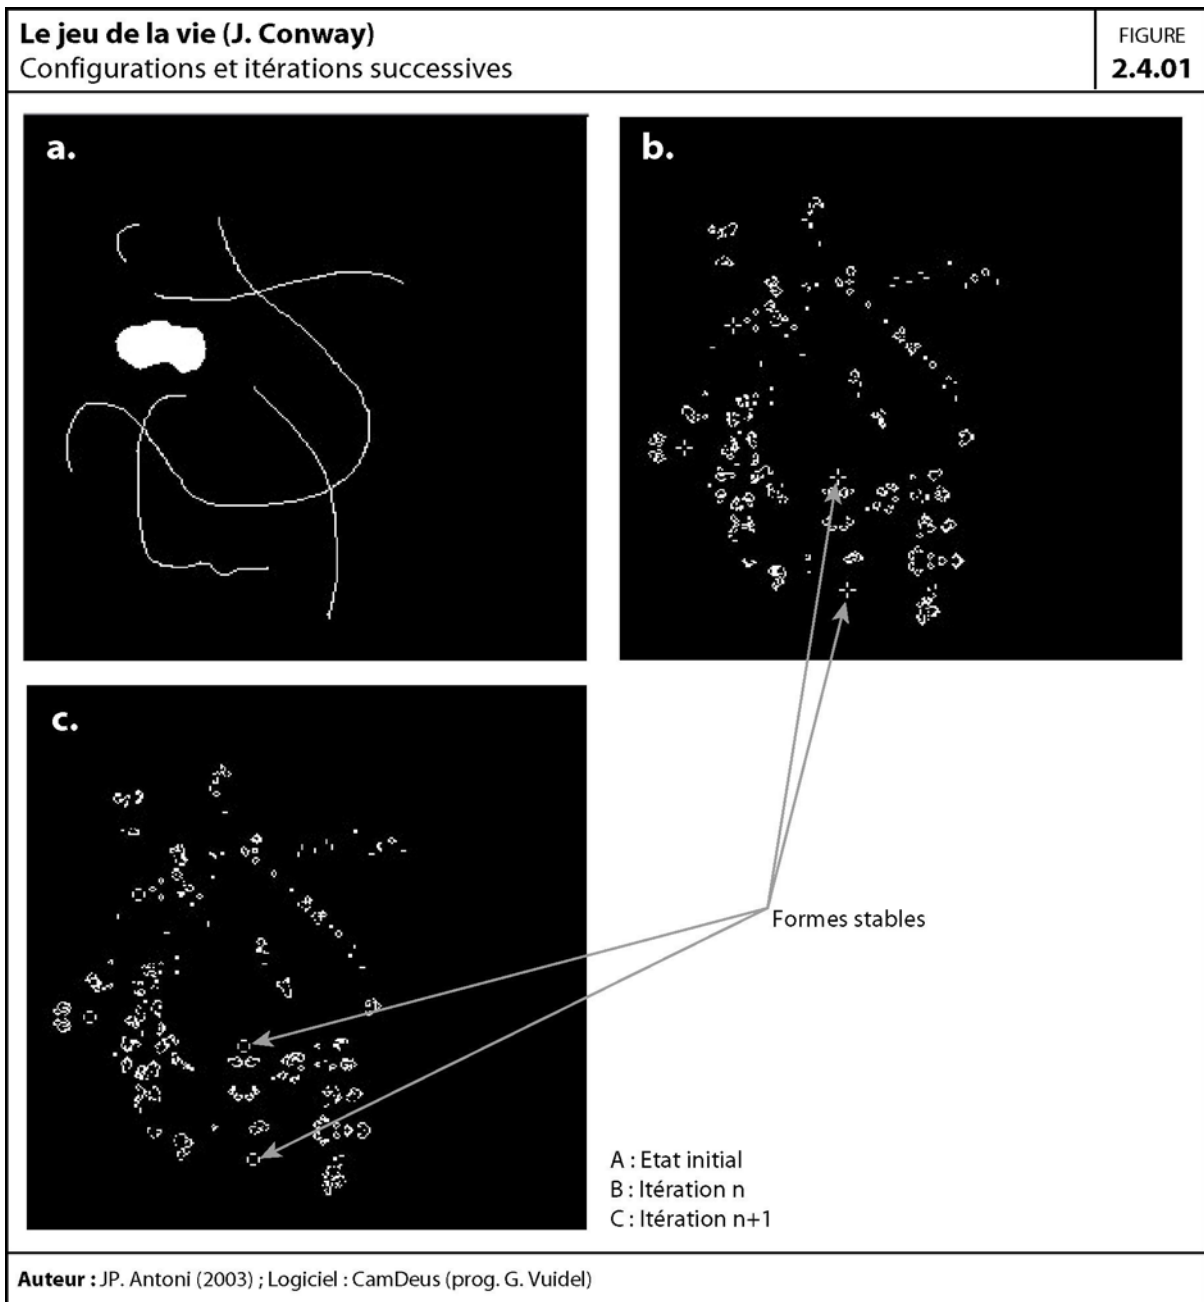 Le jeu de la vie (J. Conway)
Configurations et itérations successives
FIGURE
2.4.01
a.
b.
c.
Formes stables
A : Etat initial
B : Itération n
C : Itération n+1
Auteur : JP. Antoni (2003) ; Logiciel : CamDeus (prog. G. Vuidel)